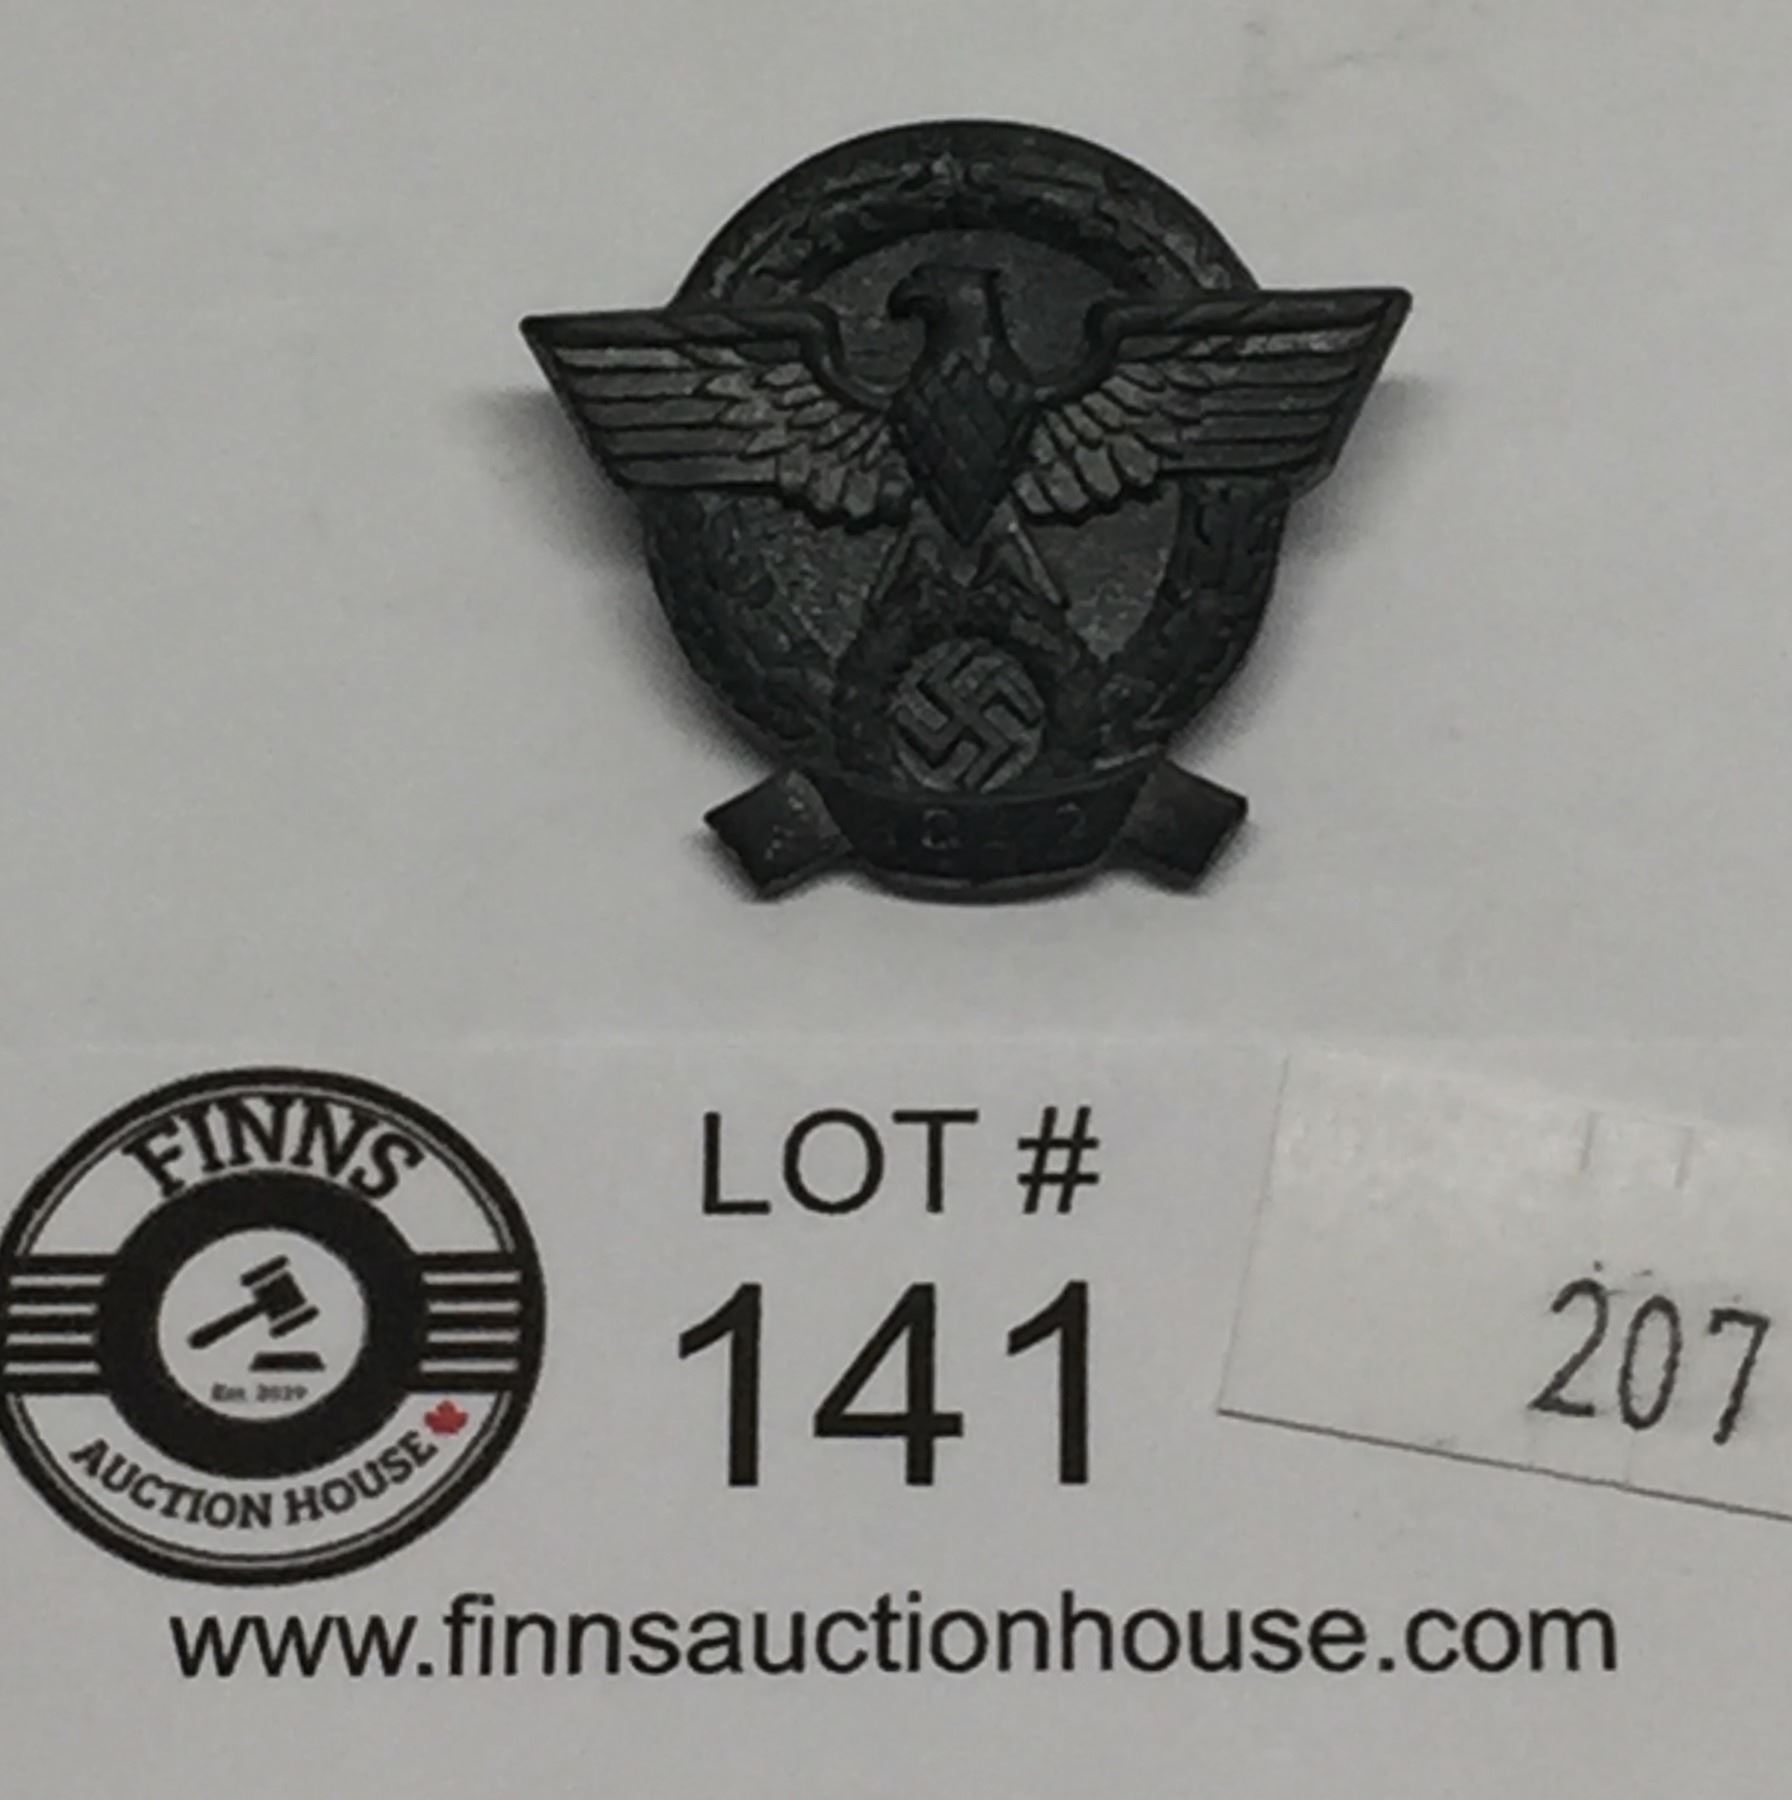 LOT #
141
207
FINNS
Est. 2019
AUCTION HOUSE
www.finnsauctionhouse.com